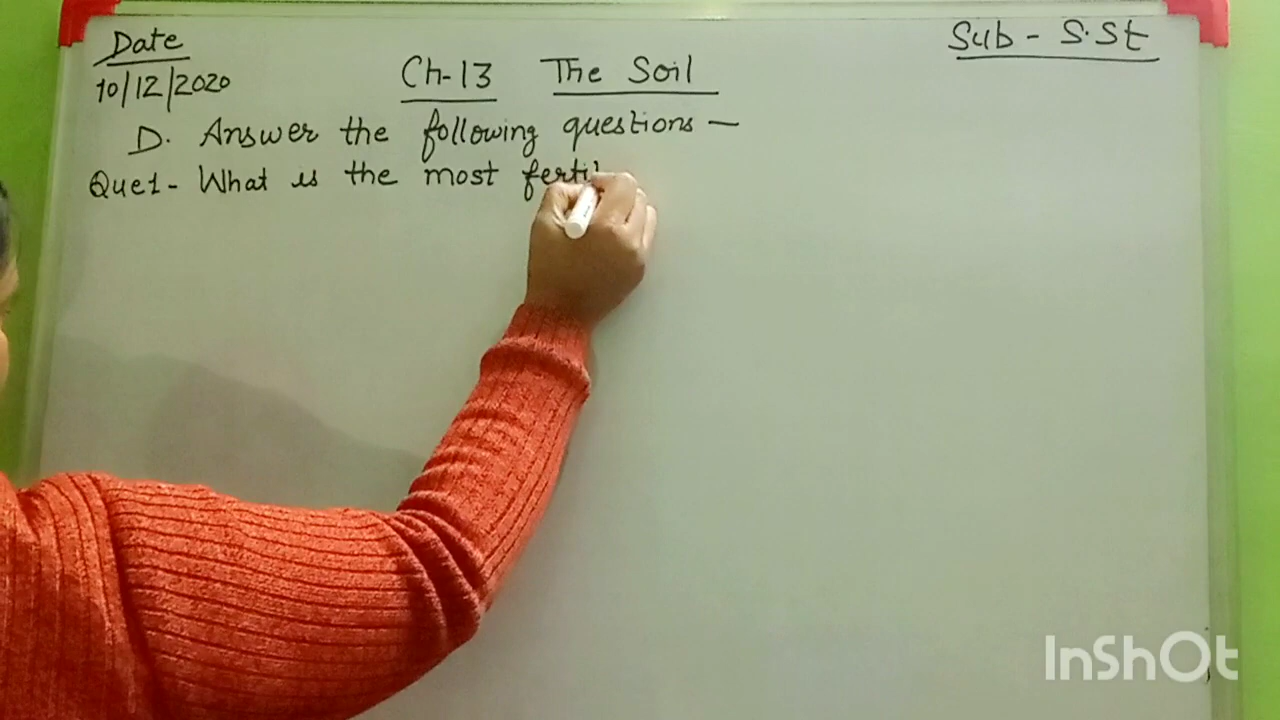 Date
10/12/2020
Sub - S.St
Ch-13 The Soil
D. Answer the following questions —
Que1- What is the most
InShOt